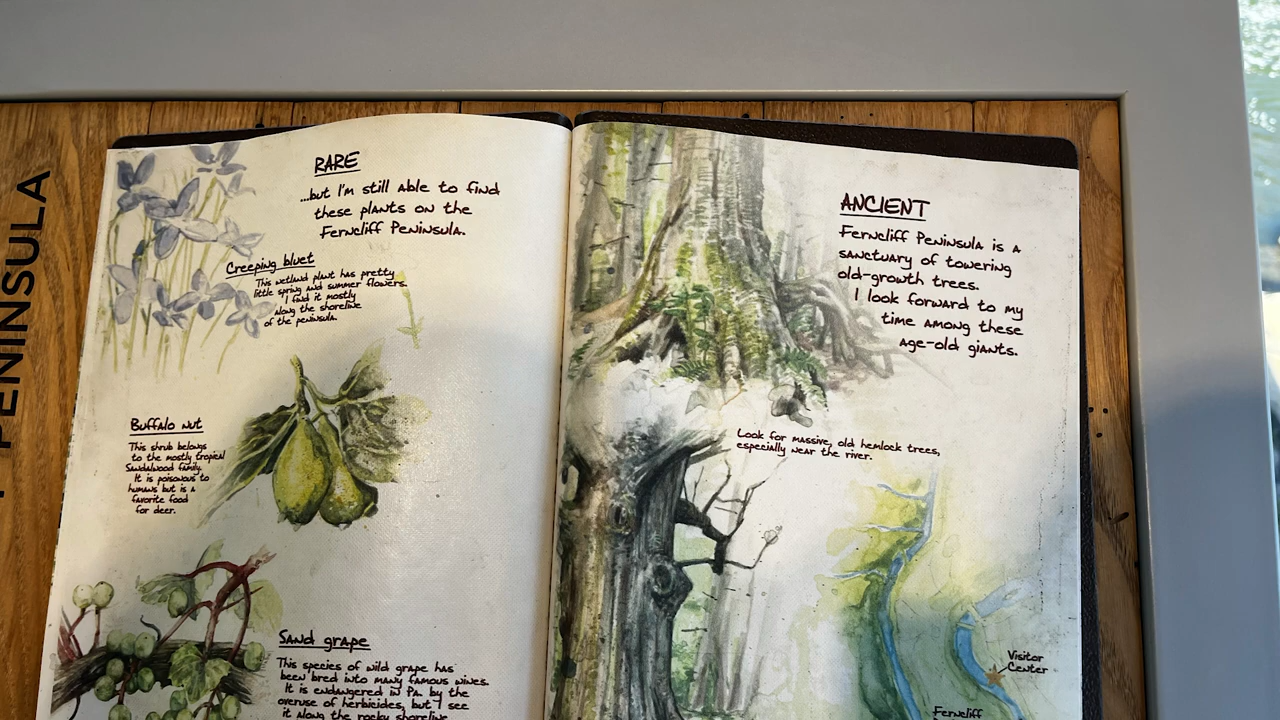 PENINSULA
RARE
...but I'm still able to find
these plants on the
Ferncliff Peninsula.
Creeping bluet
This wetland plant has pretty
little spring and summer flowers.
I find it mostly
along the shoreline
of the peninsula.
Buffalo nut
This shrub belongs
to the mostly tropical
Sandalwood family.
It is poisonous to
humans but is a
favorite food
for deer.
Sand grape
This species of wild grape has
been bred into many famous wines.
It is endangered in Pa. by the
overuse of herbicides, but I see
it along the rocky shoreline
ANCIENT
Ferncliff Peninsula is a
sanctuary of towering
old-growth trees.
I look forward to my
time among these
age-old giants.
Look for massive, old hemlock trees,
especially near the river.
Visitor
Center
Ferncliff